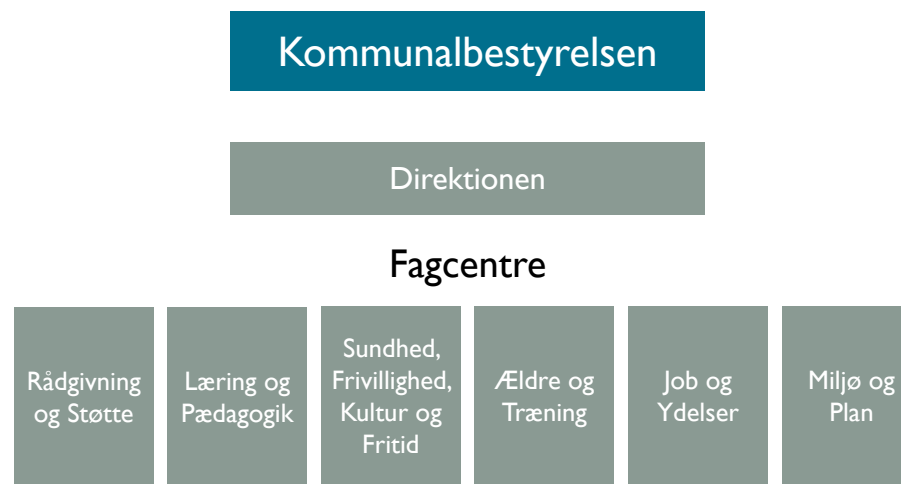 Kommunalbestyrelsen
Direktionen
Fagcentre
Rådgivning
og Støtte
Læring og
Pædagogik
Sundhed,
Frivillighed,
Kultur og
Fritid
Ældre og
Træning
Job og
Ydelser
Miljø og
Plan